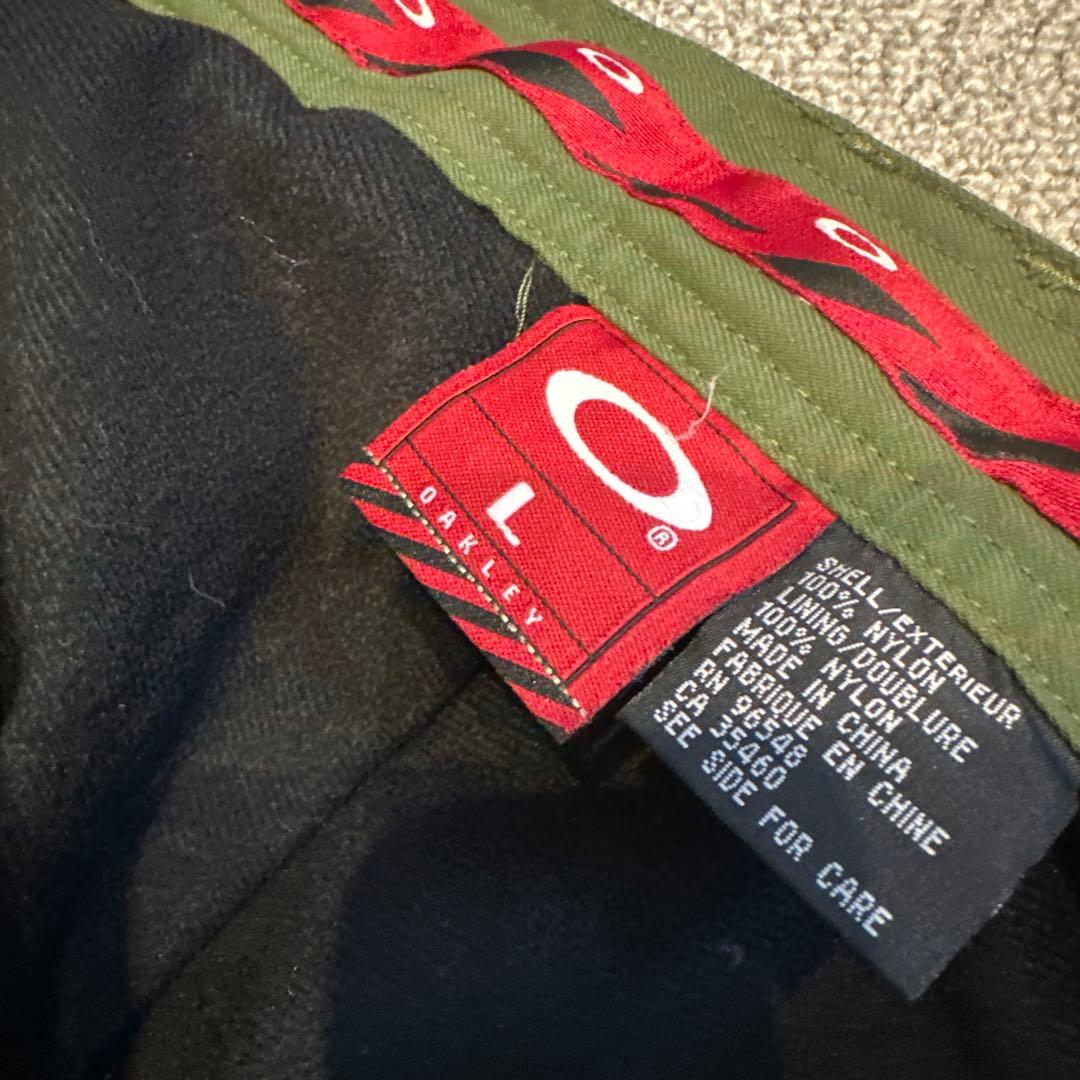 L
®
OAKLEY
SHELL/EXTERIEUR
100% NYLON
LINING/DOUBLURE
100% NYLON
MADE IN CHINA
FABRIQUE EN CHINE
RN 96548
CA 35460
SEE SIDE FOR CARE